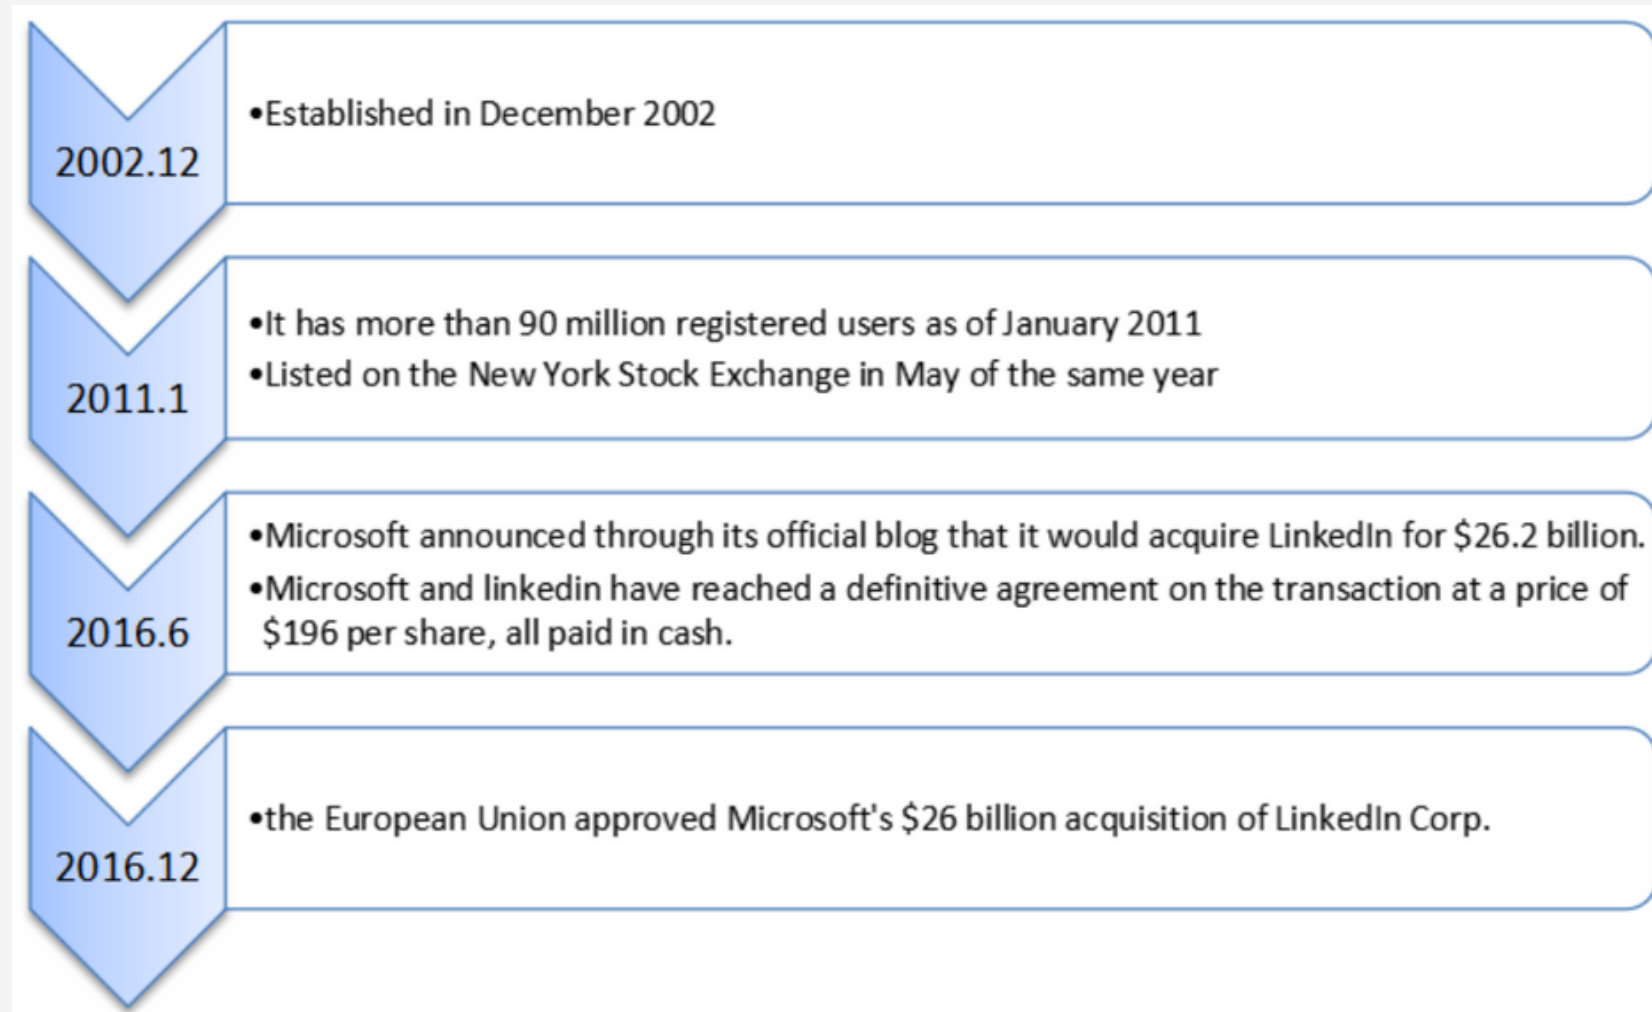 2002.12
•Established in December 2002
2011.1
•It has more than 90 million registered users as of January 2011
•Listed on the New York Stock Exchange in May of the same year
2016.6
•Microsoft announced through its official blog that it would acquire LinkedIn for $26.2 billion.
•Microsoft and linkedin have reached a definitive agreement on the transaction at a price of
$196 per share, all paid in cash.
2016.12
•the European Union approved Microsoft's $26 billion acquisition of LinkedIn Corp.